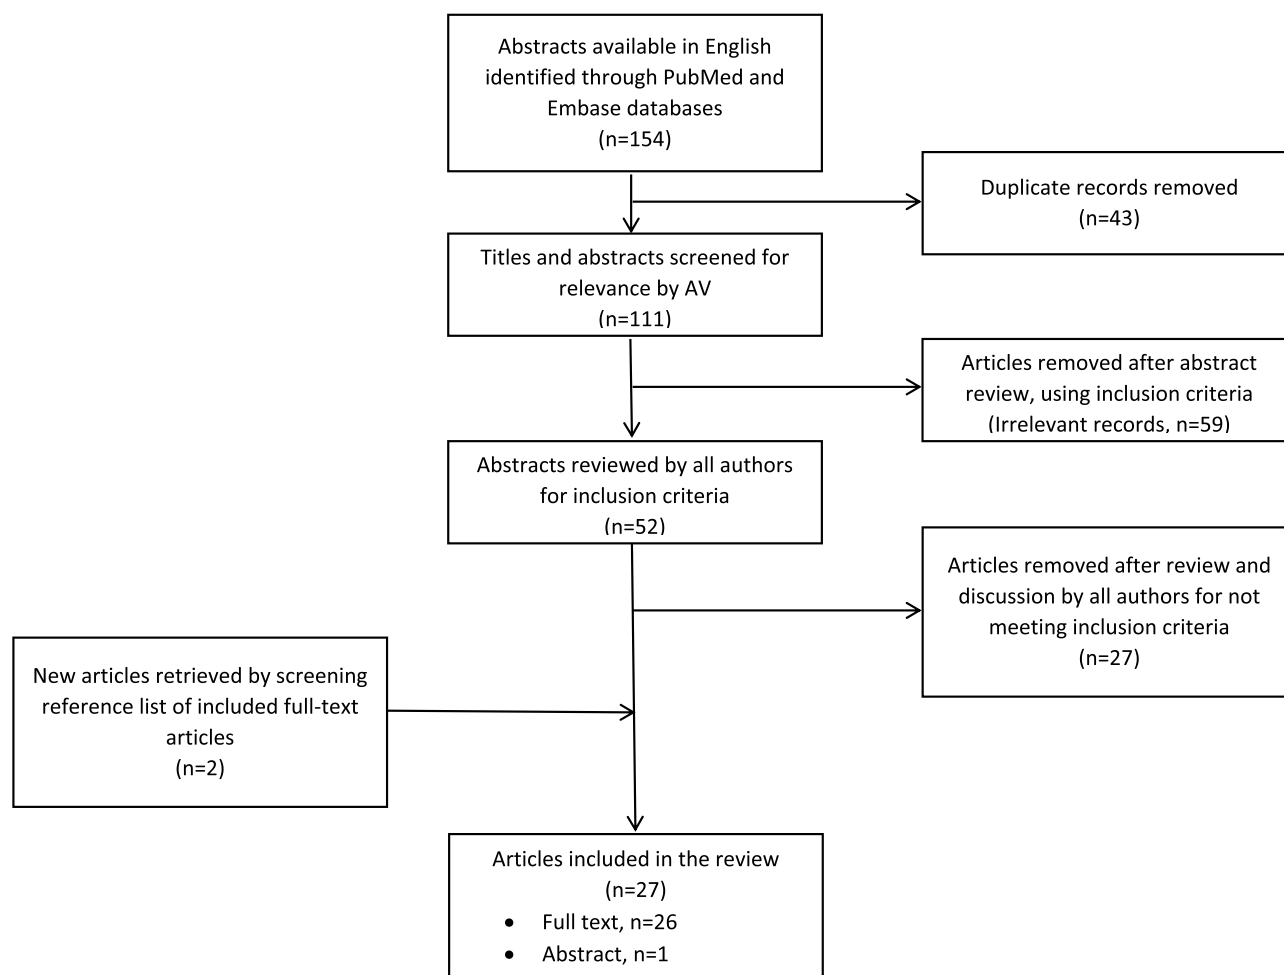 Abstracts available in English
identified through PubMed and
Embase databases
(n=154)
Duplicate records removed
(n=43)
Titles and abstracts screened for
relevance by AV
(n=111)
Articles removed after abstract
review, using inclusion criteria
(Irrelevant records, n=59)
Abstracts reviewed by all authors
for inclusion criteria
(n=52)
Articles removed after review and
discussion by all authors for not
meeting inclusion criteria
(n=27)
New articles retrieved by screening
reference list of included full-text
articles
(n=2)
Articles included in the review
(n=27)
• Full text, n=26
• Abstract, n=1